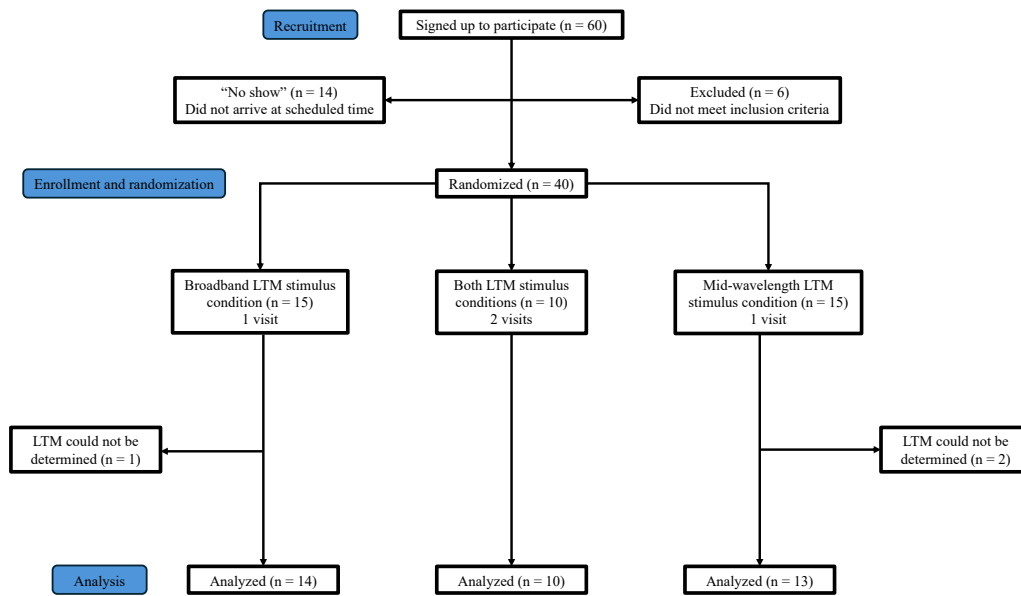 Recruitment
Signed up to participate (n = 60)
“No show” (n = 14)
Did not arrive at scheduled time
Excluded (n = 6)
Did not meet inclusion criteria
Enrollment and randomization
Randomized (n = 40)
Broadband LTM stimulus
condition (n = 15)
1 visit
Both LTM stimulus
conditions (n = 10)
2 visits
Mid-wavelength LTM
stimulus condition (n = 15)
1 visit
LTM could not be
determined (n = 1)
LTM could not be
determined (n = 2)
Analysis
Analyzed (n = 14)
Analyzed (n = 10)
Analyzed (n = 13)